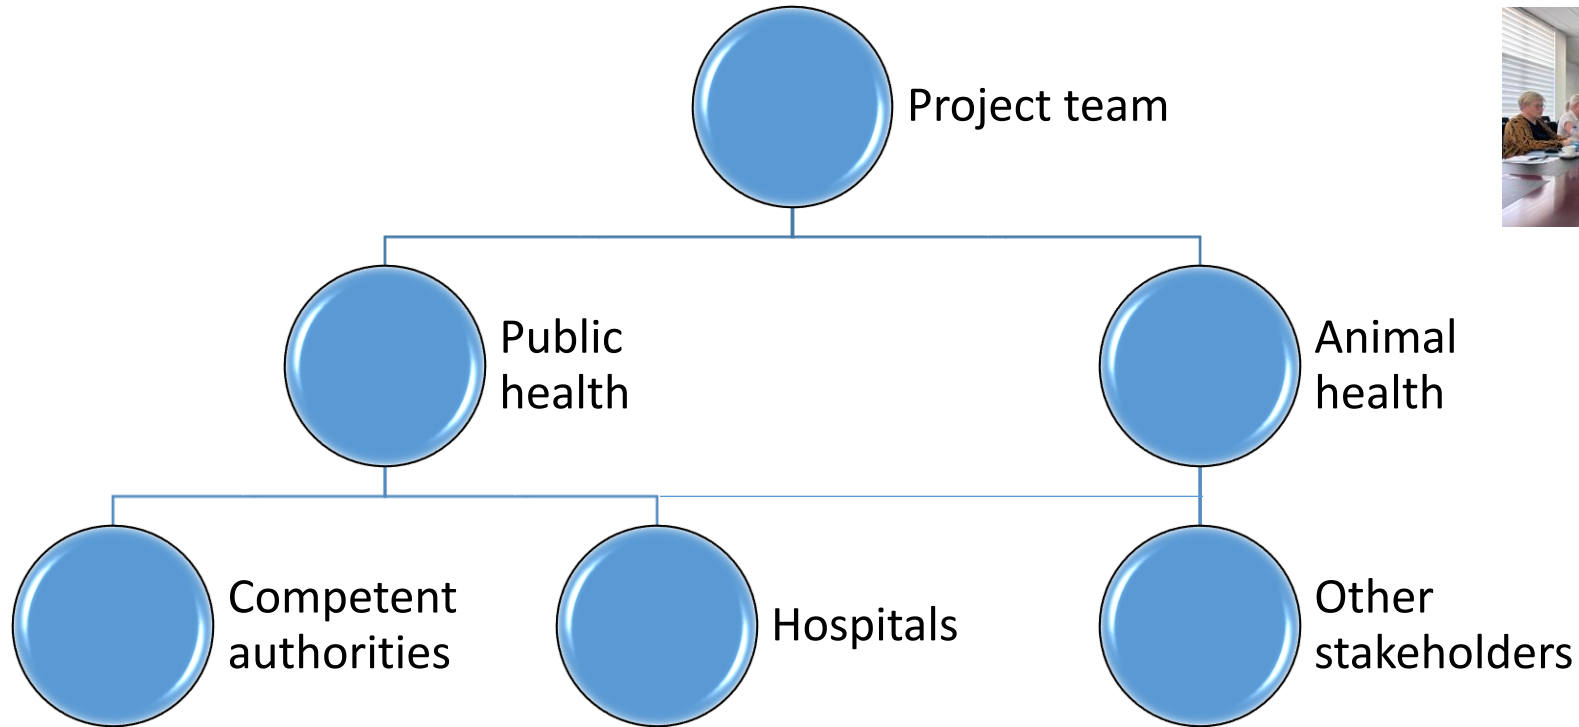 Project team
Public
health
Animal
health
Competent
authorities
Hospitals
Other
stakeholders